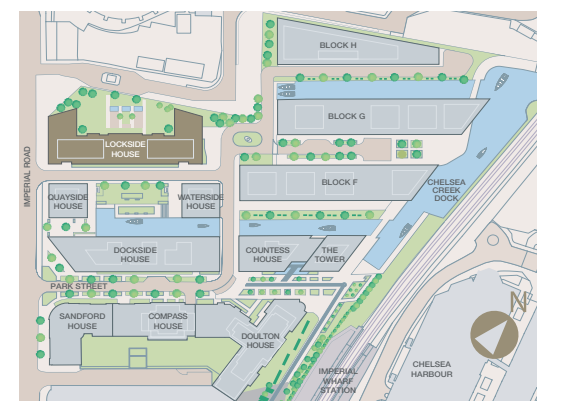 BLOCK H
BLOCK G
LOCKSIDE
HOUSE
IMPERIAL ROAD
BLOCK F
CHELSEA
CREEK
DOCK
QUAYSIDE
HOUSE
WATERSIDE
HOUSE
DOCKSIDE
HOUSE
COUNTESS
HOUSE
THE
TOWER
PARK STREET
SANDFORD
HOUSE
COMPASS
HOUSE
DOULTON
HOUSE
N
IMPERIAL
WHARF
STATION
CHELSEA
HARBOUR